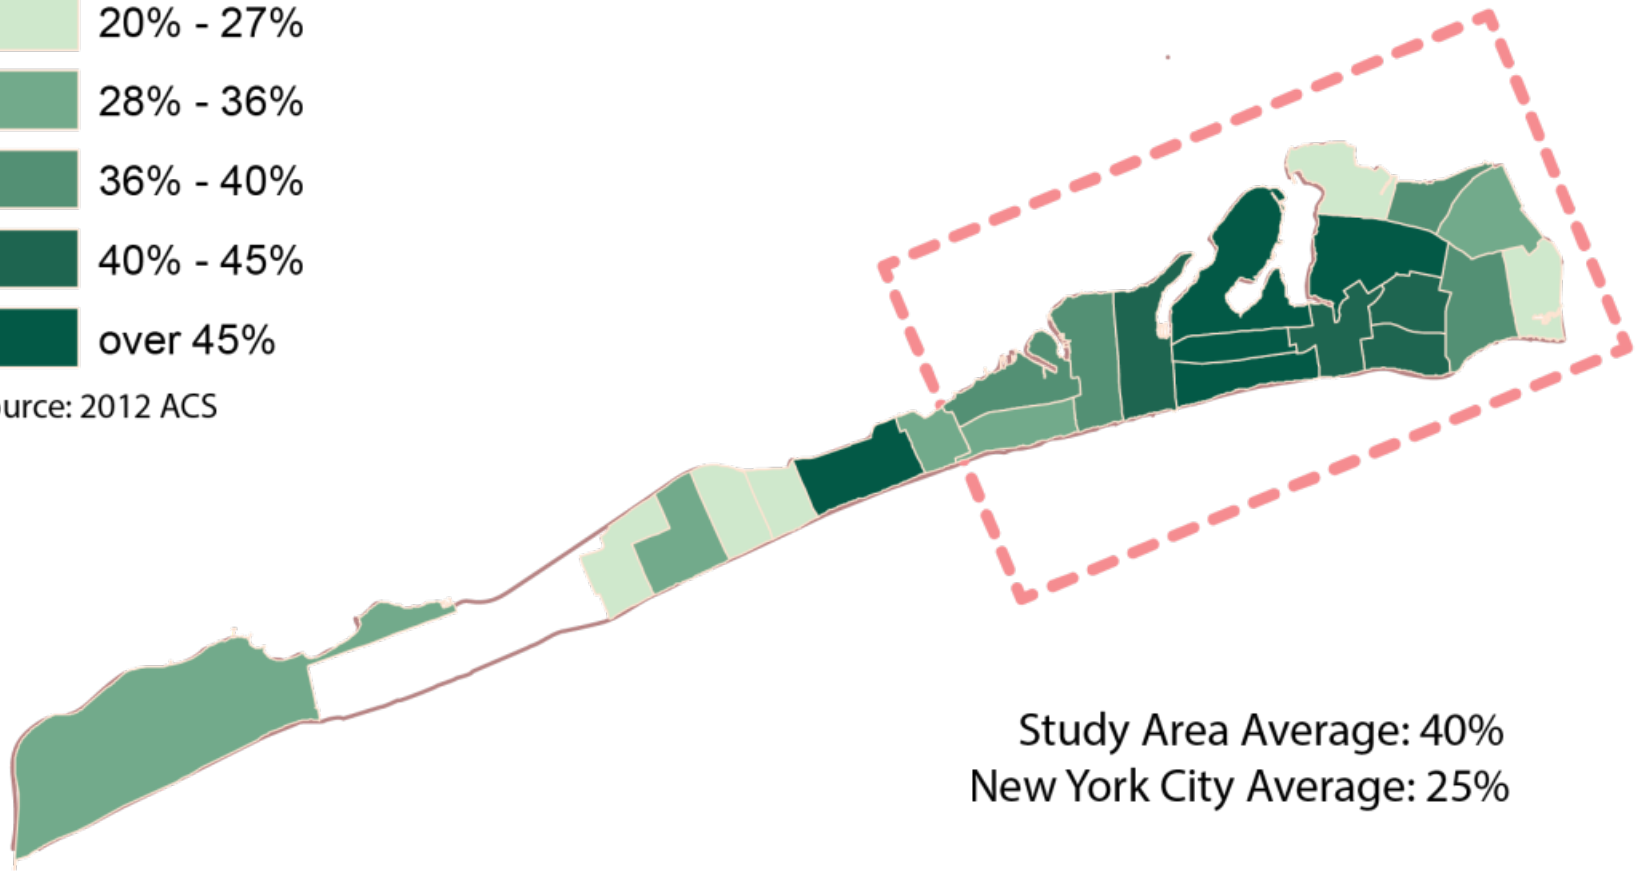 20% - 27%
28% - 36%
36% - 40%
40% - 45%
over 45%
urce: 2012 ACS
Study Area Average: 40%
New York City Average: 25%